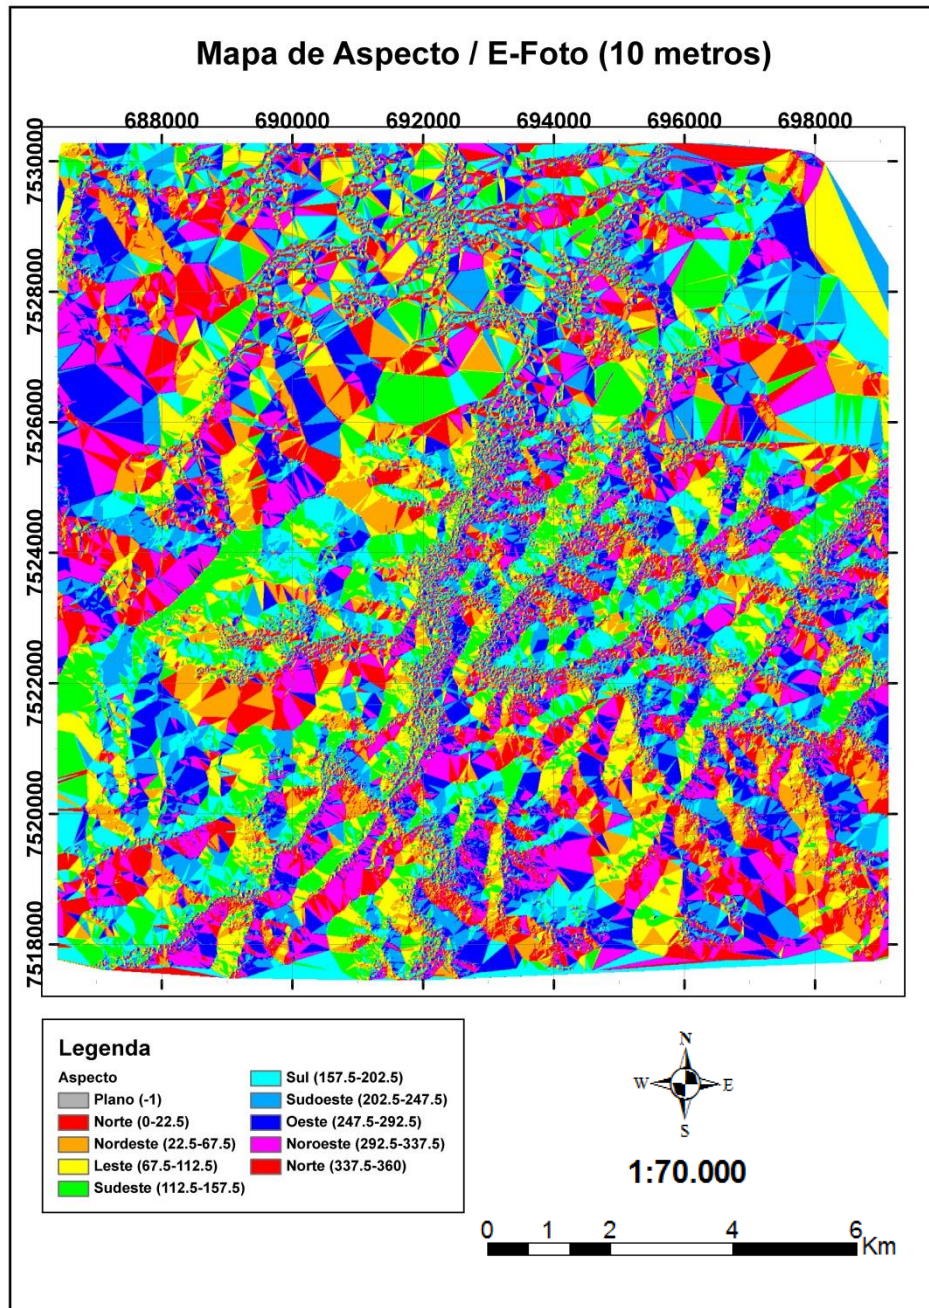 Mapa de Aspecto / E-Foto (10 metros)
688000 690000 692000 694000 696000 698000
7530000
7528000
7526000
7524000
7522000
7520000
7518000
Legenda
Aspecto
Plano (-1)
Norte (0-22.5)
Nordeste (22.5-67.5)
Leste (67.5-112.5)
Sudeste (112.5-157.5)
Sul (157.5-202.5)
Sudoeste (202.5-247.5)
Oeste (247.5-292.5)
Noroeste (292.5-337.5)
Norte (337.5-360)
N
W E
S
1:70.000
0 1 2 4 6
Km